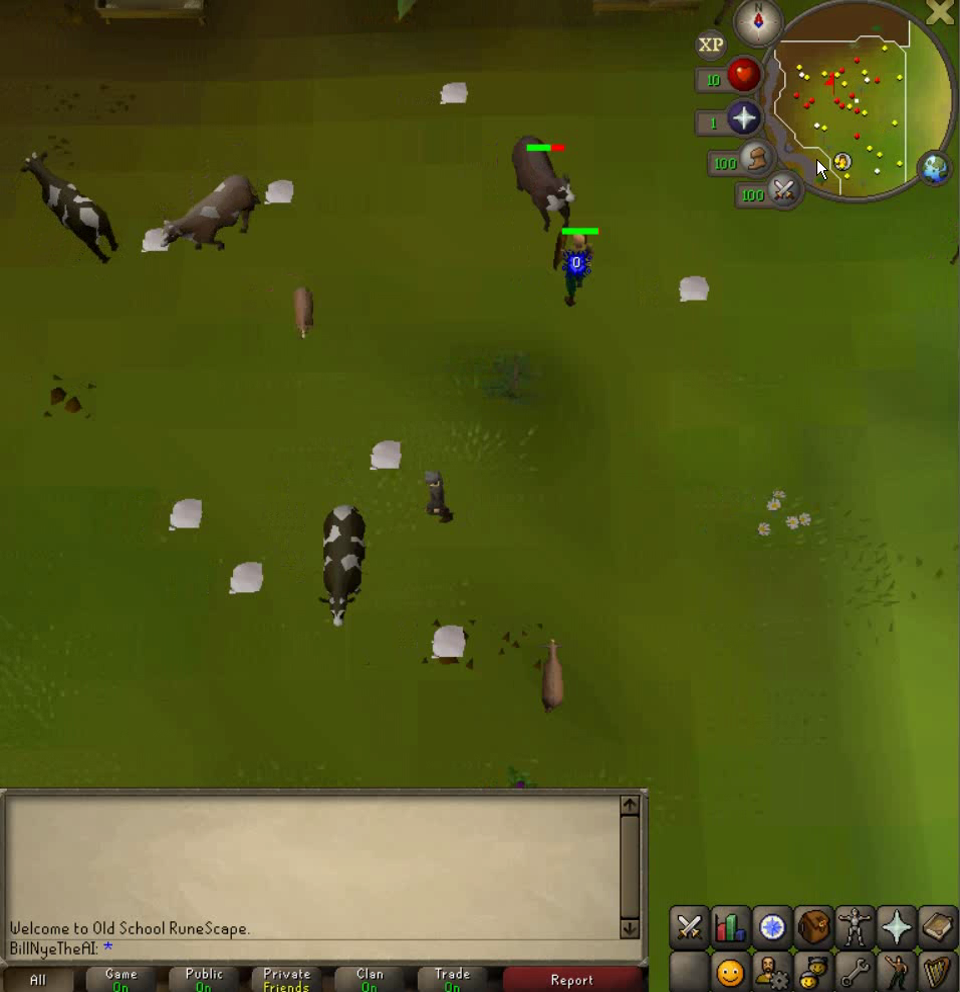 N
XP
10
1
100
100
0
Welcome to Old School RuneScape.
BillNyeTheAI: *
All
Game
On
Public
On
Private
Friends
Clan
On
Trade
On
Report